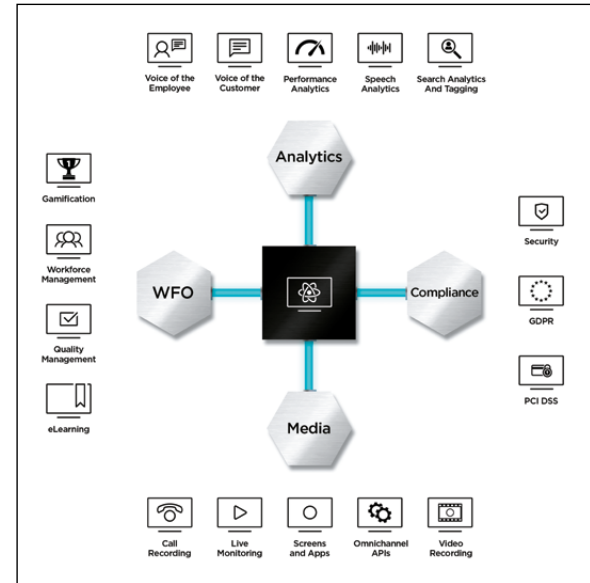 Voice of the
Employee
Voice of the
Customer
Performance
Analytics
Speech
Analytics
Search Analytics
And Tagging
Analytics
1
Gamification
Workforce
Management
Quality
Management
eLearning
WFO
Compliance
Security
GDPR
PCI DSS
Media
Call
Recording
Live
Monitoring
Screens
and Apps
Omnichannel
APIs
Video
Recording